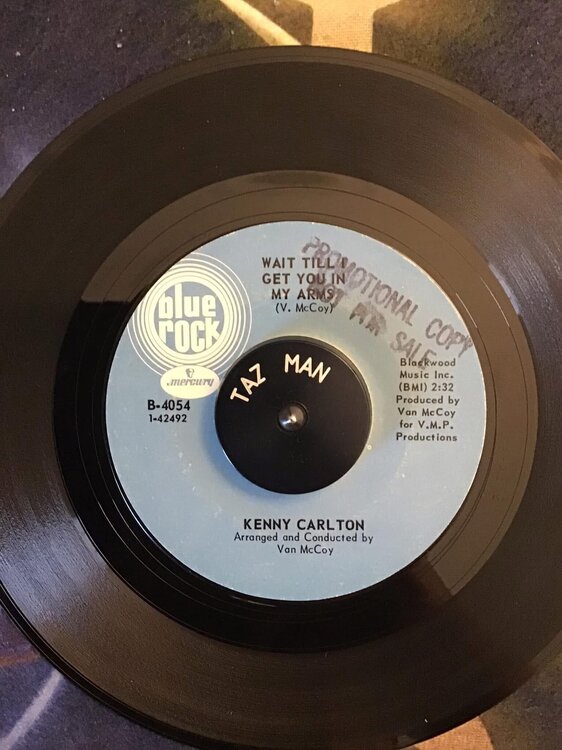 WAIT TILL I
GET YOU IN
MY ARMS
(V. McCoy)
PROMOTIONAL COPY
NOT FOR SALE
blue
rock
mercury
B-4054
1-42492
TAZ MAN
Blackwood
Music Inc.
(BMI) 2:32
Produced by
Van McCoy
for V.M.P.
Productions
KENNY CARLTON
Arranged and Conducted by
Van McCoy